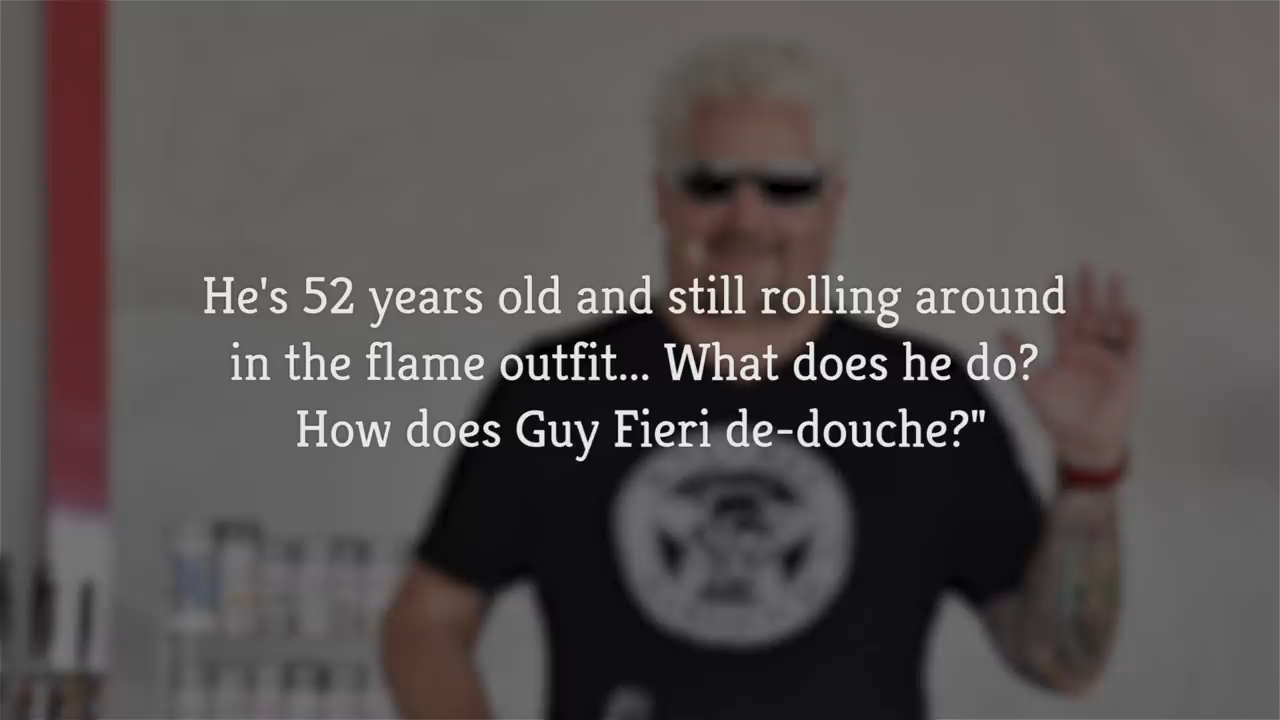 He's 52 years old and still rolling around
in the flame outfit... What does he do?
How does Guy Fieri de-douche?"